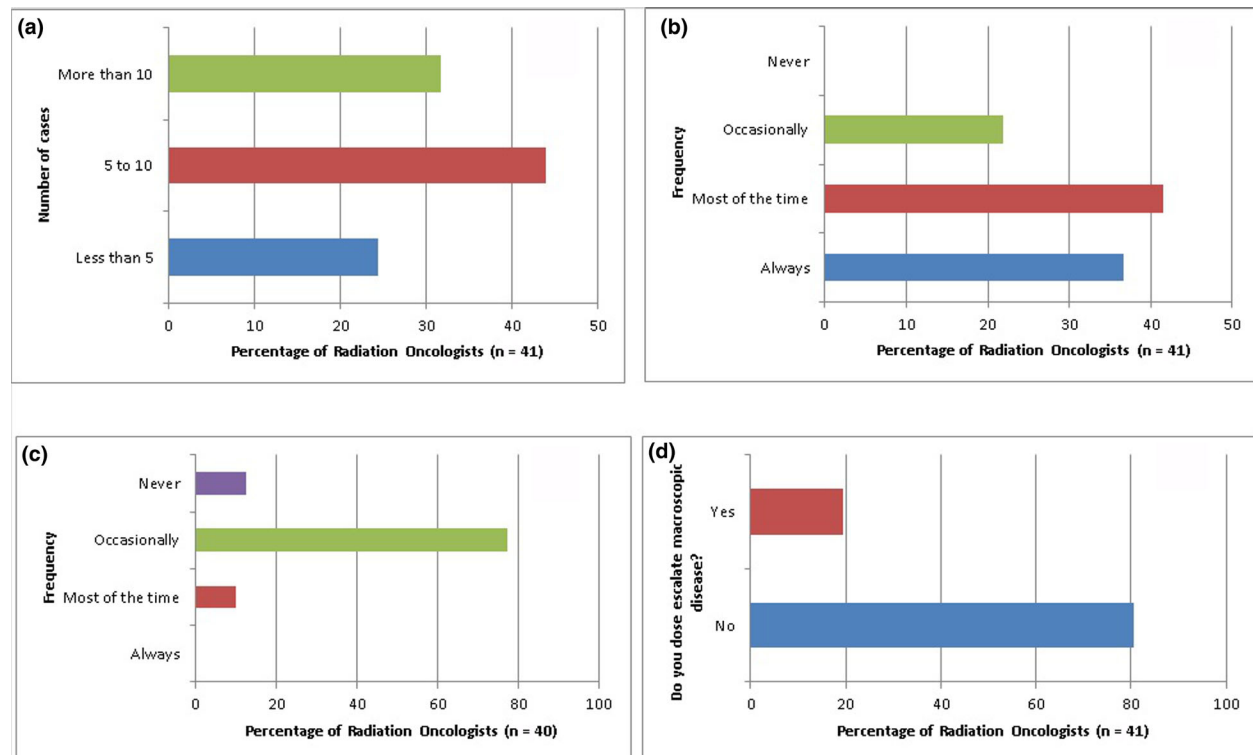 (a)
Number of cases
More than 10
5 to 10
Less than 5
0 10 20 30 40 50
Percentage of Radiation Oncologists (n = 41)
(b)
Frequency
Never
Occasionally
Most of the time
Always
0 10 20 30 40 50
Percentage of Radiation Oncologists (n = 41)
(c)
Frequency
Never
Occasionally
Most of the time
Always
0 20 40 60 80 100
Percentage of Radiation Oncologists (n = 40)
(d)
Do you dose escalate macroscopic
disease?
Yes
No
0 20 40 60 80 100
Percentage of Radiation Oncologists (n = 41)